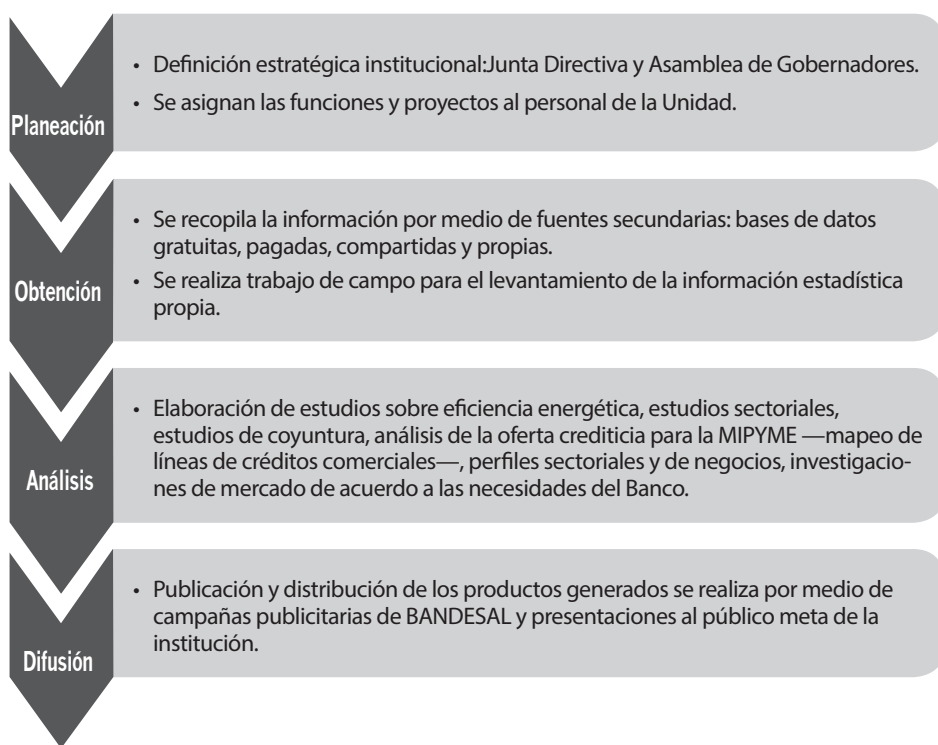 Planeación
• Definición estratégica institucional:Junta Directiva y Asamblea de Gobernadores.
• Se asignan las funciones y proyectos al personal de la Unidad.
Obtención
• Se recopila la información por medio de fuentes secundarias: bases de datos
gratuitas, pagadas, compartidas y propias.
• Se realiza trabajo de campo para el levantamiento de la información estadística
propia.
Análisis
• Elaboración de estudios sobre eficiencia energética, estudios sectoriales,
estudios de coyuntura, análisis de la oferta crediticia para la MIPYME —mapeo de
líneas de créditos comerciales—, perfiles sectoriales y de negocios, investigacio-
nes de mercado de acuerdo a las necesidades del Banco.
Difusión
• Publicación y distribución de los productos generados se realiza por medio de
campañas publicitarias de BANDESAL y presentaciones al público meta de la
institución.